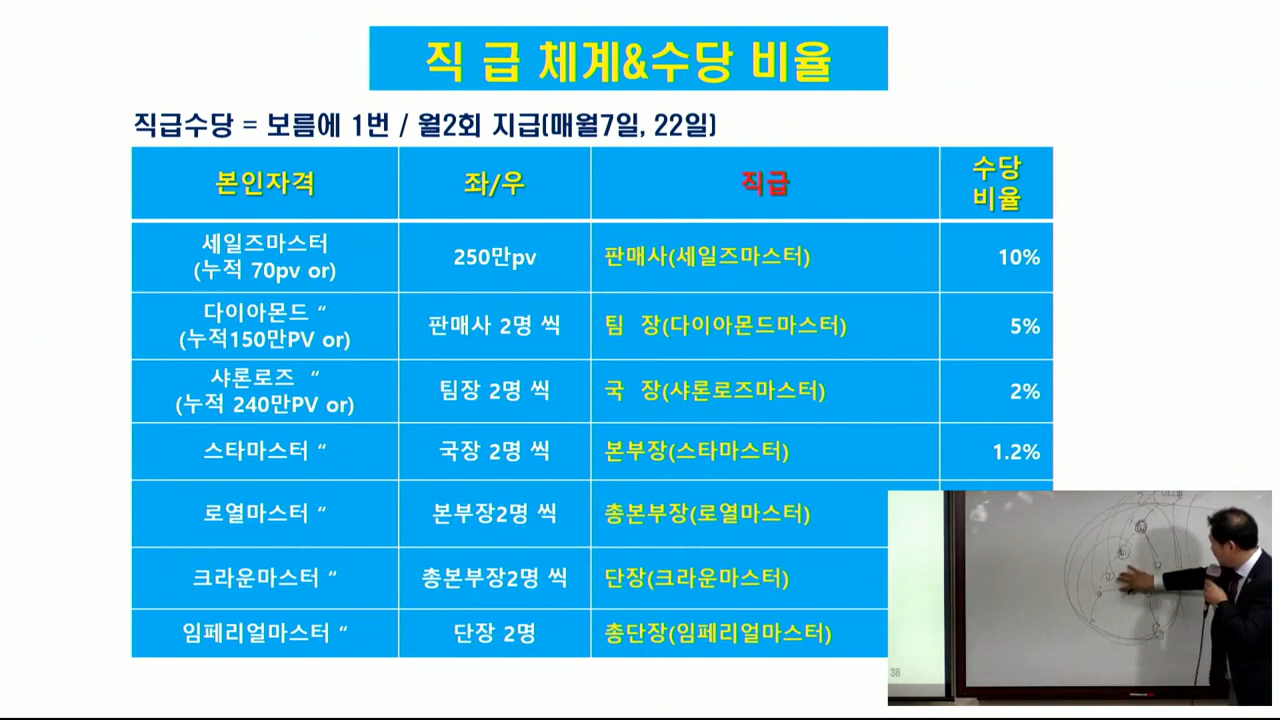 직 급 체계&수당 비율
직급수당 = 보름에 1번 / 월2회 지급(매월7일, 22일)
본인자격 좌/우 직급 수당 비율
세일즈마스터 (누적 70pv or) 250만pv 판매사(세일즈마스터) 10%
다이아몬드 “ (누적150만PV or) 판매사 2명 씩 팀 장(다이아몬드마스터) 5%
샤론로즈 “ (누적 240만PV or) 팀장 2명 씩 국 장(샤론로즈마스터) 2%
스타마스터 “ 국장 2명 씩 본부장(스타마스터) 1.2%
로열마스터 “ 본부장2명 씩 총본부장(로열마스터)
크라운마스터 “ 총본부장2명 씩 단장(크라운마스터)
임페리얼마스터 “ 단장 2명 총단장(임페리얼마스터)
38